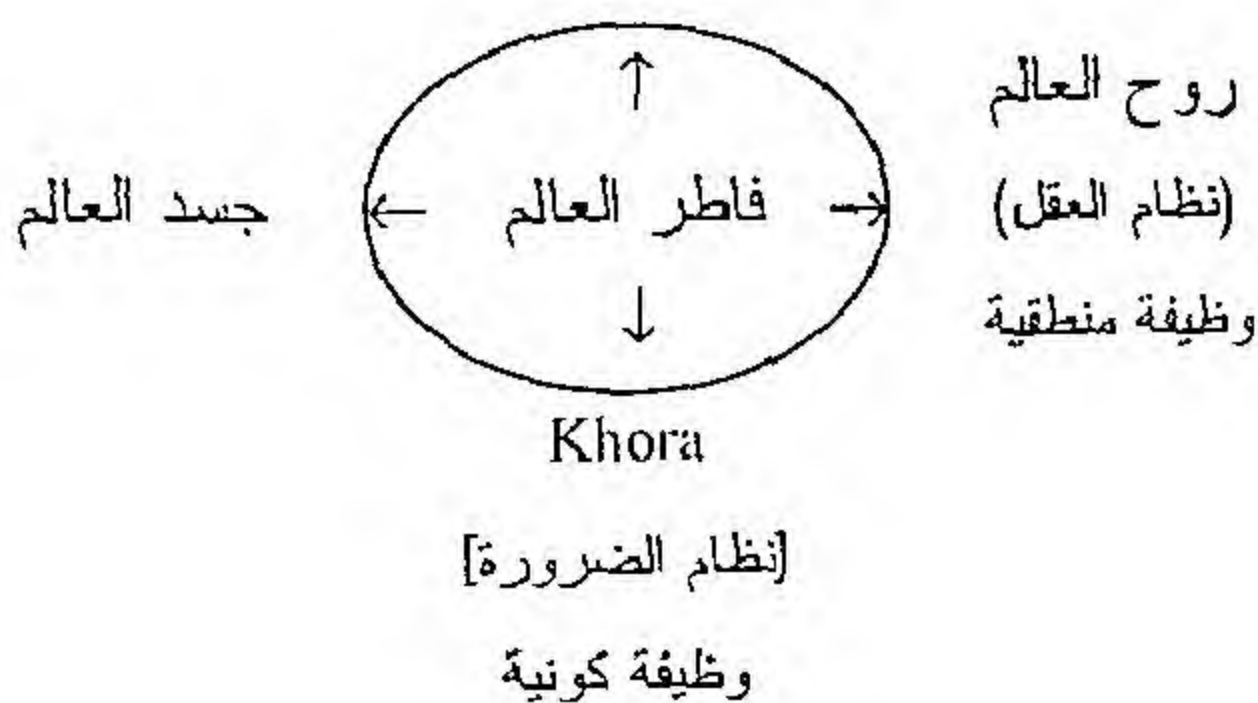 روح العالم
(نظام العقل)
وظيفة منطقية
فاطر العالم
جسد العالم
Khora
[نظام الضرورة]
وظيفة كونية